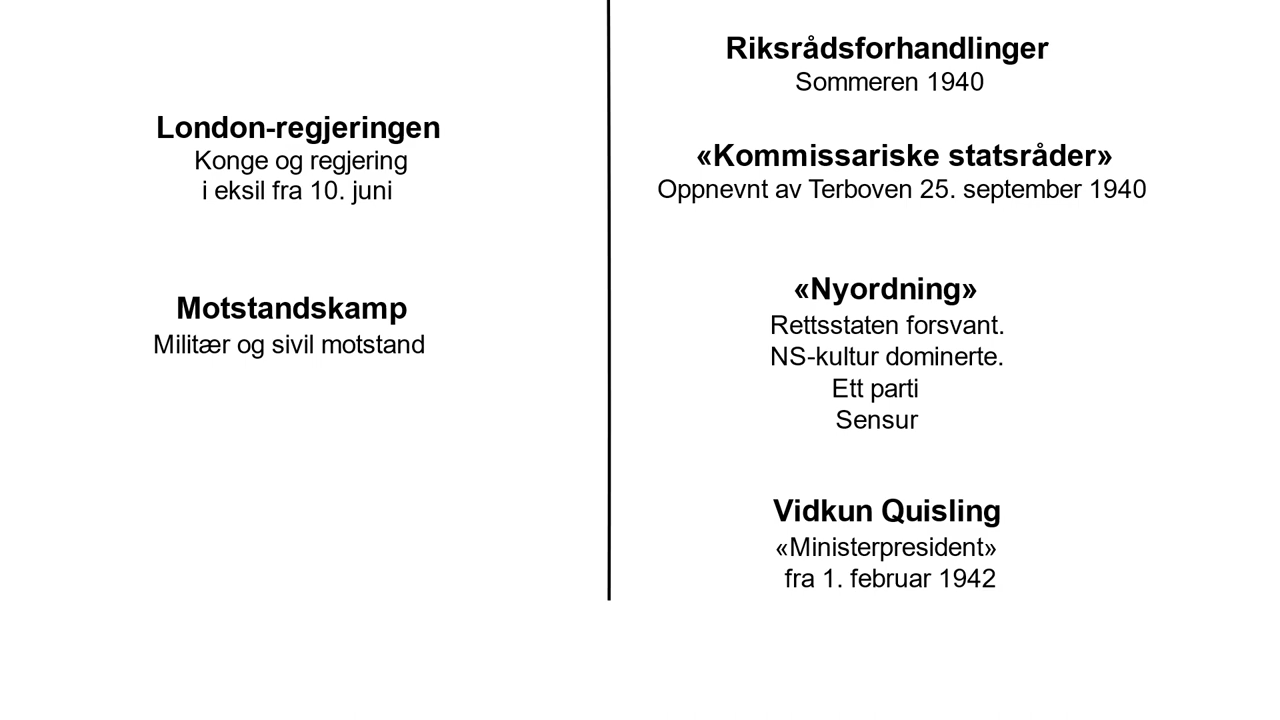 London-regjeringen
Konge og regjering
i eksil fra 10. juni
Motstandskamp
Militær og sivil motstand
Riksrådsforhandlinger
Sommeren 1940
«Kommissariske statsråder»
Oppnevnt av Terboven 25. september 1940
«Nyordning»
Rettsstaten forsvant.
NS-kultur dominerte.
Ett parti
Sensur
Vidkun Quisling
«Ministerpresident»
fra 1. februar 1942